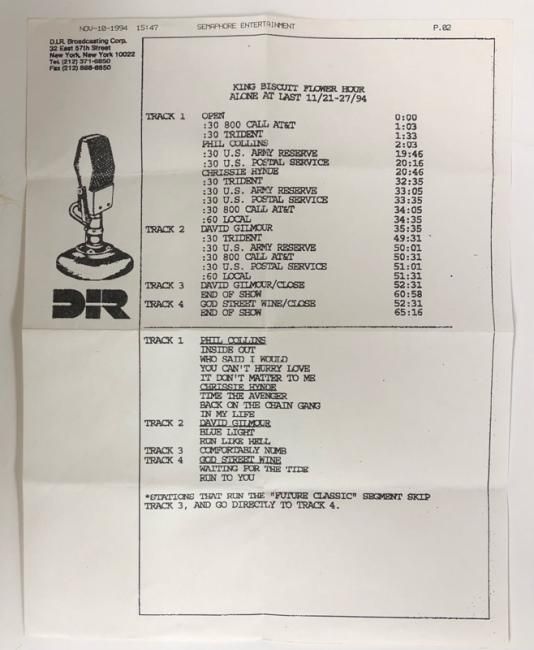 NOV-10-1994 15:47 SEMAPHORE ENTERTAINMENT P.02
D.I.R. Broadcasting Corp.
32 East 57th Street
New York, New York 10022
Tel. (212) 371-6850
Fax (212) 888-8650
KING BISCUIT FLOWER HOUR
ALONE AT LAST 11/21-27/94
TRACK 1 OPEN 0:00
:30 800 CALL AT&T 1:03
:30 TRIDENT 1:33
PHIL COLLINS 2:03
:30 U.S. ARMY RESERVE 19:46
:30 U.S. POSTAL SERVICE 20:16
CHRISSIE HYNDE 20:46
:30 TRIDENT 32:35
:30 U.S. ARMY RESERVE 33:05
:30 U.S. POSTAL SERVICE 33:35
:30 800 CALL AT&T 34:05
:60 LOCAL 34:35
TRACK 2 DAVID GILMOUR 35:35
:30 TRIDENT 49:31
:30 U.S. ARMY RESERVE 50:01
:30 800 CALL AT&T 50:31
:30 U.S. POSTAL SERVICE 51:01
:60 LOCAL 51:31
TRACK 3 DAVID GILMOUR/CLOSE 52:31
END OF SHOW 60:58
TRACK 4 GOD STREET WINE/CLOSE 52:31
END OF SHOW 65:16
DIR
TRACK 1 PHIL COLLINS
INSIDE OUT
WHO SAID I WOULD
YOU CAN'T HURRY LOVE
IT DON'T MATTER TO ME
CHRISSIE HYNDE
TIME THE AVENGER
BACK ON THE CHAIN GANG
IN MY LIFE
TRACK 2 DAVID GILMOUR
BLUE LIGHT
RUN LIKE HELL
TRACK 3 COMFORTABLY NUMB
TRACK 4 GOD STREET WINE
WAITING FOR THE TIDE
RUN TO YOU
*STATIONS THAT RUN THE "FUTURE CLASSIC" SEGMENT SKIP
TRACK 3, AND GO DIRECTLY TO TRACK 4.